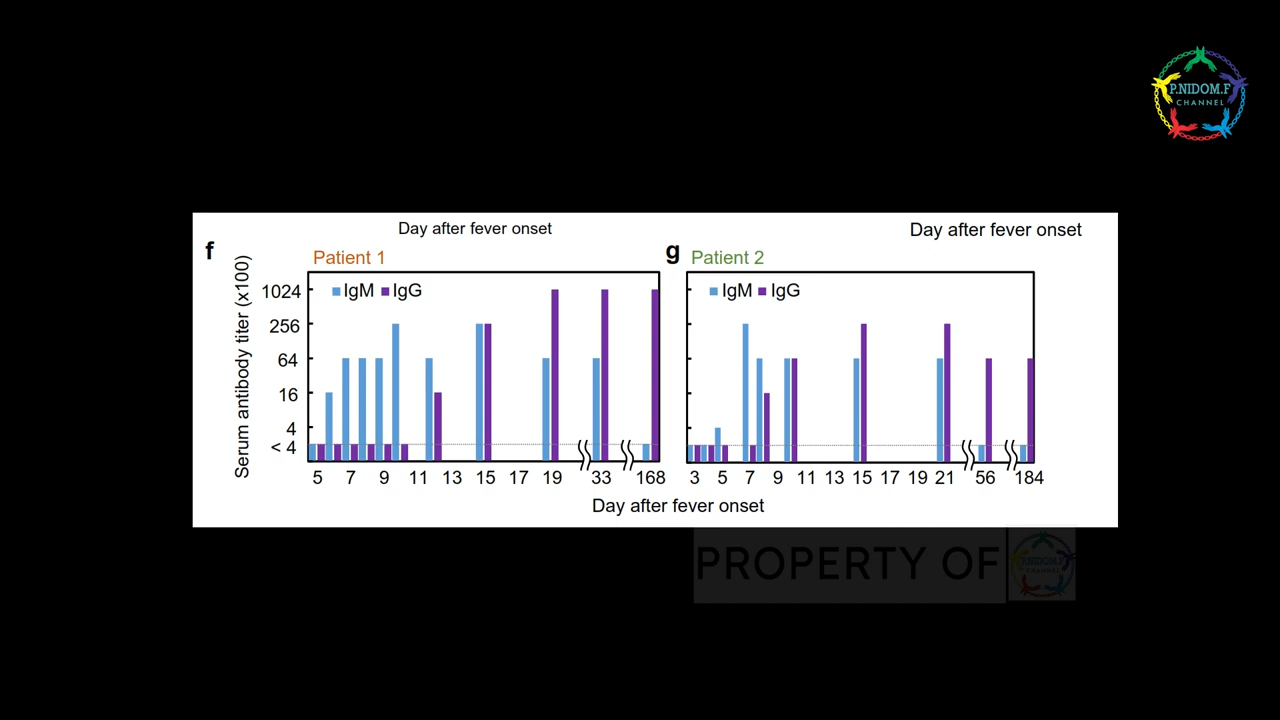 P.NIDOM.F
CHANNEL
Day after fever onset
Day after fever onset
f
Patient 1
g
Patient 2
Serum antibody titer (x100)
IgM IgG
1024
256
64
16
4
< 4
5 7 9 11 13 15 17 19 33 168
IgM IgG
3 5 7 9 11 13 15 17 19 21 56 184
Day after fever onset
PROPERTY OF
P.NIDOM.F
CHANNEL